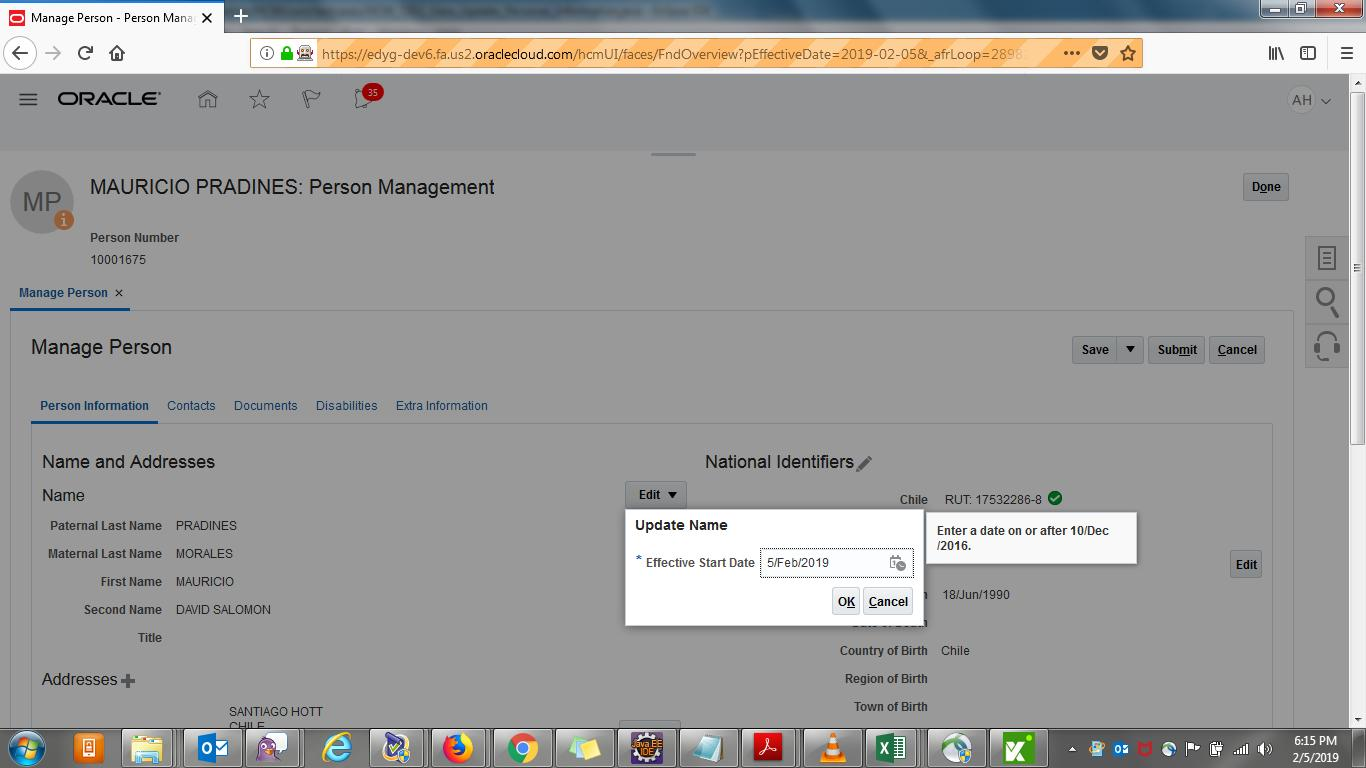 Manage Person - Person Mana
https://edyg-dev6.fa.us2.oraclecloud.com/hcmUI/faces/FndOverview?pEffectiveDate=2019-02-05&_afrLoop=2898
ORACLE
35
AH
MP
MAURICIO PRADINES: Person Management
Done
Person Number
10001675
Manage Person
Manage Person
Save
Submit
Cancel
Person Information
Contacts
Documents
Disabilities
Extra Information
Name and Addresses
National Identifiers
Name
Edit
Chile RUT: 17532286-8
Paternal Last Name PRADINES
Maternal Last Name MORALES
First Name MAURICIO
Second Name DAVID SALOMON
Title
Update Name
* Effective Start Date 5/Feb/2019
OK
Cancel
Enter a date on or after 10/Dec
/2016.
Edit
18/Jun/1990
Country of Birth Chile
Region of Birth
Town of Birth
Addresses
SANTIAGO HOTT
CHILE
Java EE
IDE
6:15 PM
2/5/2019